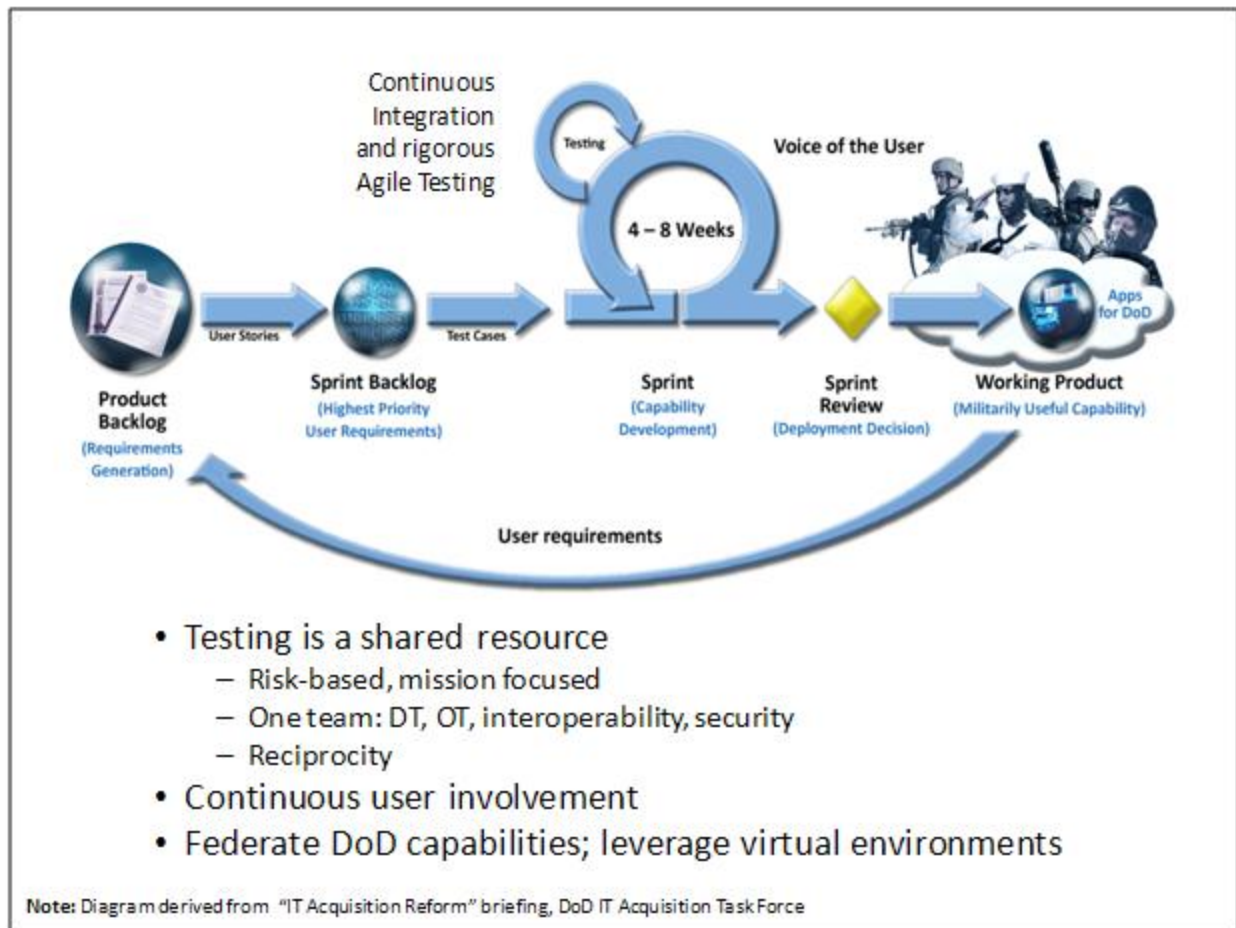 Continuous
Integration
and rigorous
Agile Testing
Testing
4 – 8 Weeks
Voice of the User
User Stories
Test Cases
Apps
for DoD
Product
Backlog
(Requirements
Generation)
Sprint Backlog
(Highest Priority
User Requirements)
Sprint
(Capability
Development)
Sprint
Review
(Deployment Decision)
Working Product
(Militarily Useful Capability)
User requirements
• Testing is a shared resource
– Risk-based, mission focused
– One team: DT, OT, interoperability, security
– Reciprocity
• Continuous user involvement
• Federate DoD capabilities; leverage virtual environments
Note: Diagram derived from "IT Acquisition Reform" briefing, DoD IT Acquisition Task Force